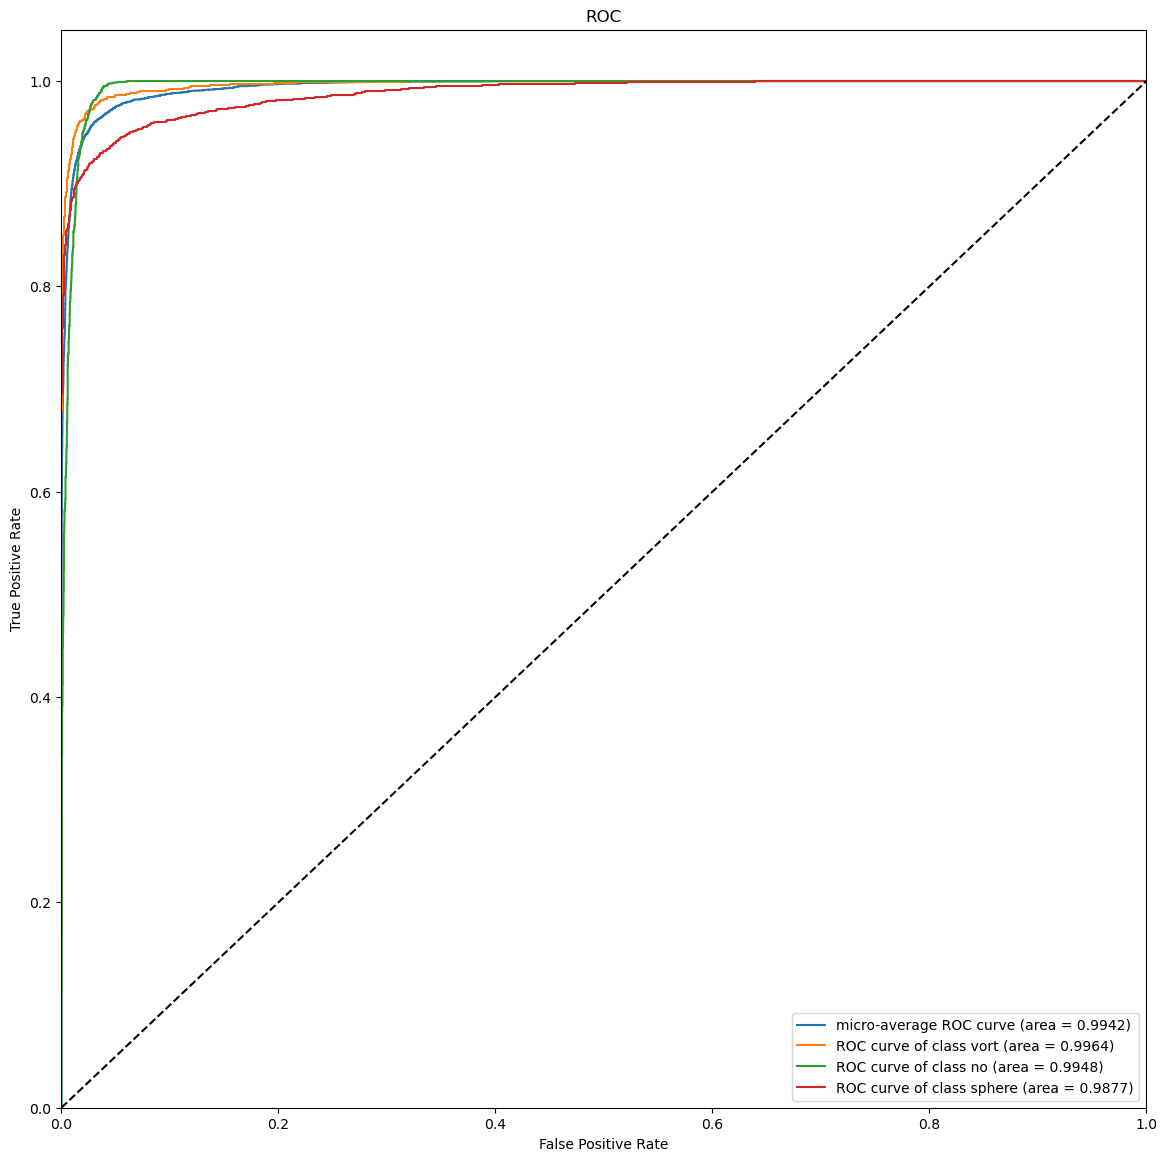 ROC
1.0
0.8
0.6
0.4
0.2
0.0
True Positive Rate
0.0
0.2
0.4
0.6
0.8
1.0
False Positive Rate
micro-average ROC curve (area = 0.9942)
ROC curve of class vort (area = 0.9964)
ROC curve of class no (area = 0.9948)
ROC curve of class sphere (area = 0.9877)